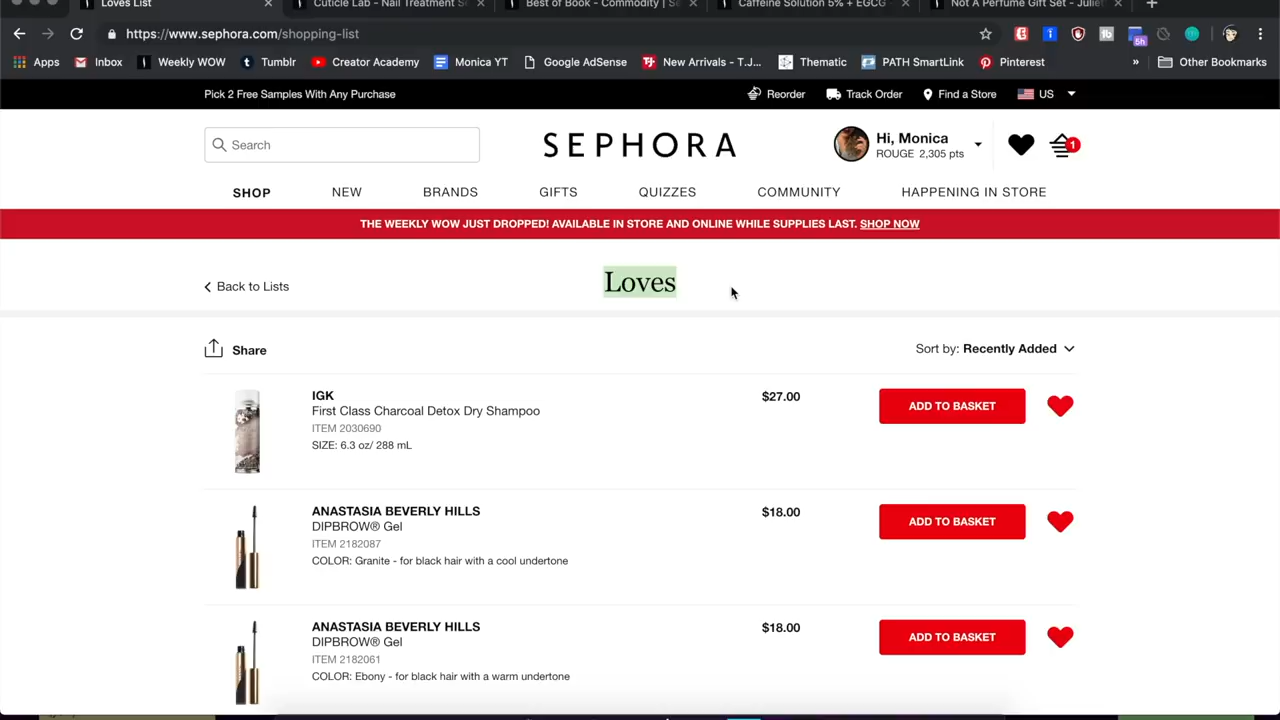 Loves List
Cuticle Lab - Nail Treatment S
Best of Book - Commodity | Se
Caffeine Solution 5% + EGCG
Not A Perfume Gift Set - Juliet
https://www.sephora.com/shopping-list
5h
Apps
Inbox
Weekly WOW
Tumblr
Creator Academy
Monica YT
Google AdSense
New Arrivals - T.J...
Thematic
PATH SmartLink
Pinterest
»
Other Bookmarks
Pick 2 Free Samples With Any Purchase
Reorder
Track Order
Find a Store
US
Search
SEPHORA
Hi, Monica
ROUGE 2,305 pts
1
SHOP
NEW
BRANDS
GIFTS
QUIZZES
COMMUNITY
HAPPENING IN STORE
THE WEEKLY WOW JUST DROPPED! AVAILABLE IN STORE AND ONLINE WHILE SUPPLIES LAST. SHOP NOW
Back to Lists
Loves
Share
Sort by: Recently Added
IGK
First Class Charcoal Detox Dry Shampoo
ITEM 2030690
SIZE: 6.3 oz/ 288 mL
$27.00
ADD TO BASKET
ANASTASIA BEVERLY HILLS
DIPBROW® Gel
ITEM 2182087
COLOR: Granite - for black hair with a cool undertone
$18.00
ADD TO BASKET
ANASTASIA BEVERLY HILLS
DIPBROW® Gel
ITEM 2182061
COLOR: Ebony - for black hair with a warm undertone
$18.00
ADD TO BASKET